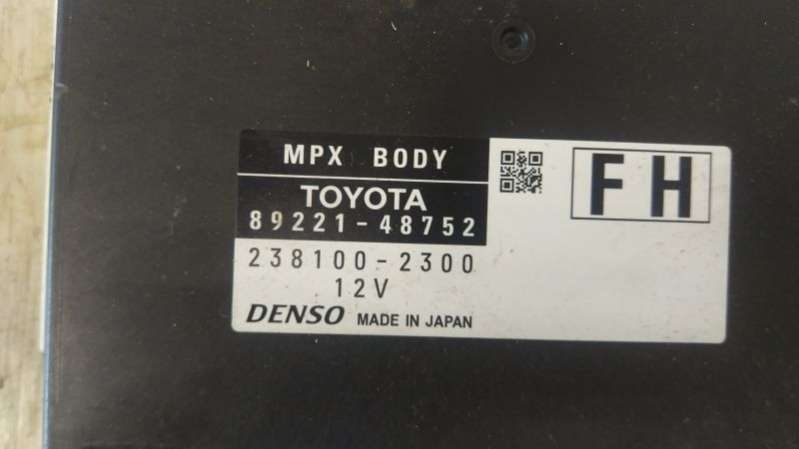 MPX BODY
TOYOTA
89221-48752
238100-2300
12V
DENSO MADE IN JAPAN
FH